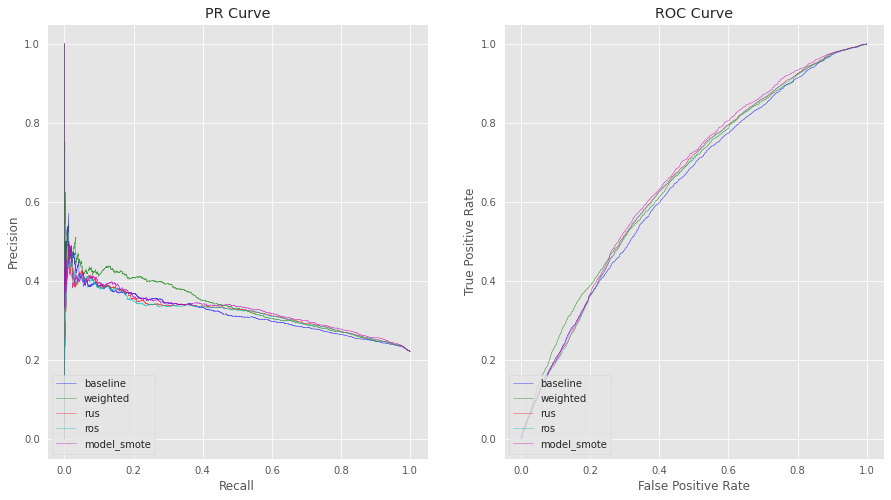 PR Curve
1.0
0.8
0.6
0.4
0.2
0.0
Precision
0.0 0.2 0.4 0.6 0.8 1.0
Recall
baseline
weighted
rus
ros
model_smote
ROC Curve
1.0
0.8
0.6
0.4
0.2
0.0
True Positive Rate
0.0 0.2 0.4 0.6 0.8 1.0
False Positive Rate
baseline
weighted
rus
ros
model_smote